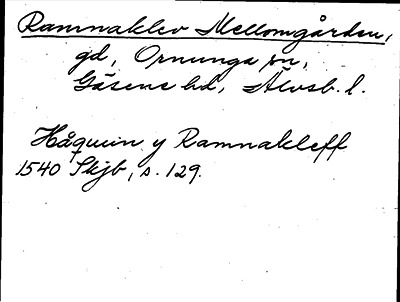 Ramnaklev Mellomgården,
gd, Ornunga sn,
Gäsene hd, Älvsb. l.
Håquin y Ramnakleff
1540 Skjb, s. 129.